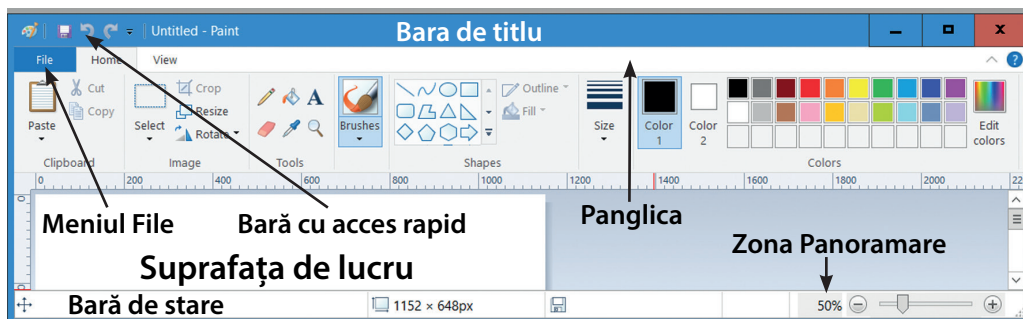 Untitled - Paint
Bara de titlu
File Home View
Cut
Copy
Paste
Clipboard
Crop
Resize
Rotate
Select
Image
A
Tools
Brushes
Outline
Fill
Shapes
Size
Color 1
Color 2
Edit colors
Colors
0 200 400 600 800 1000 1200 1400 1600 1800 2000 22
0
Meniul File
Bară cu acces rapid
Panglica
Zona Panoramare
Suprafața de lucru
Bară de stare
1152 × 648px
50%